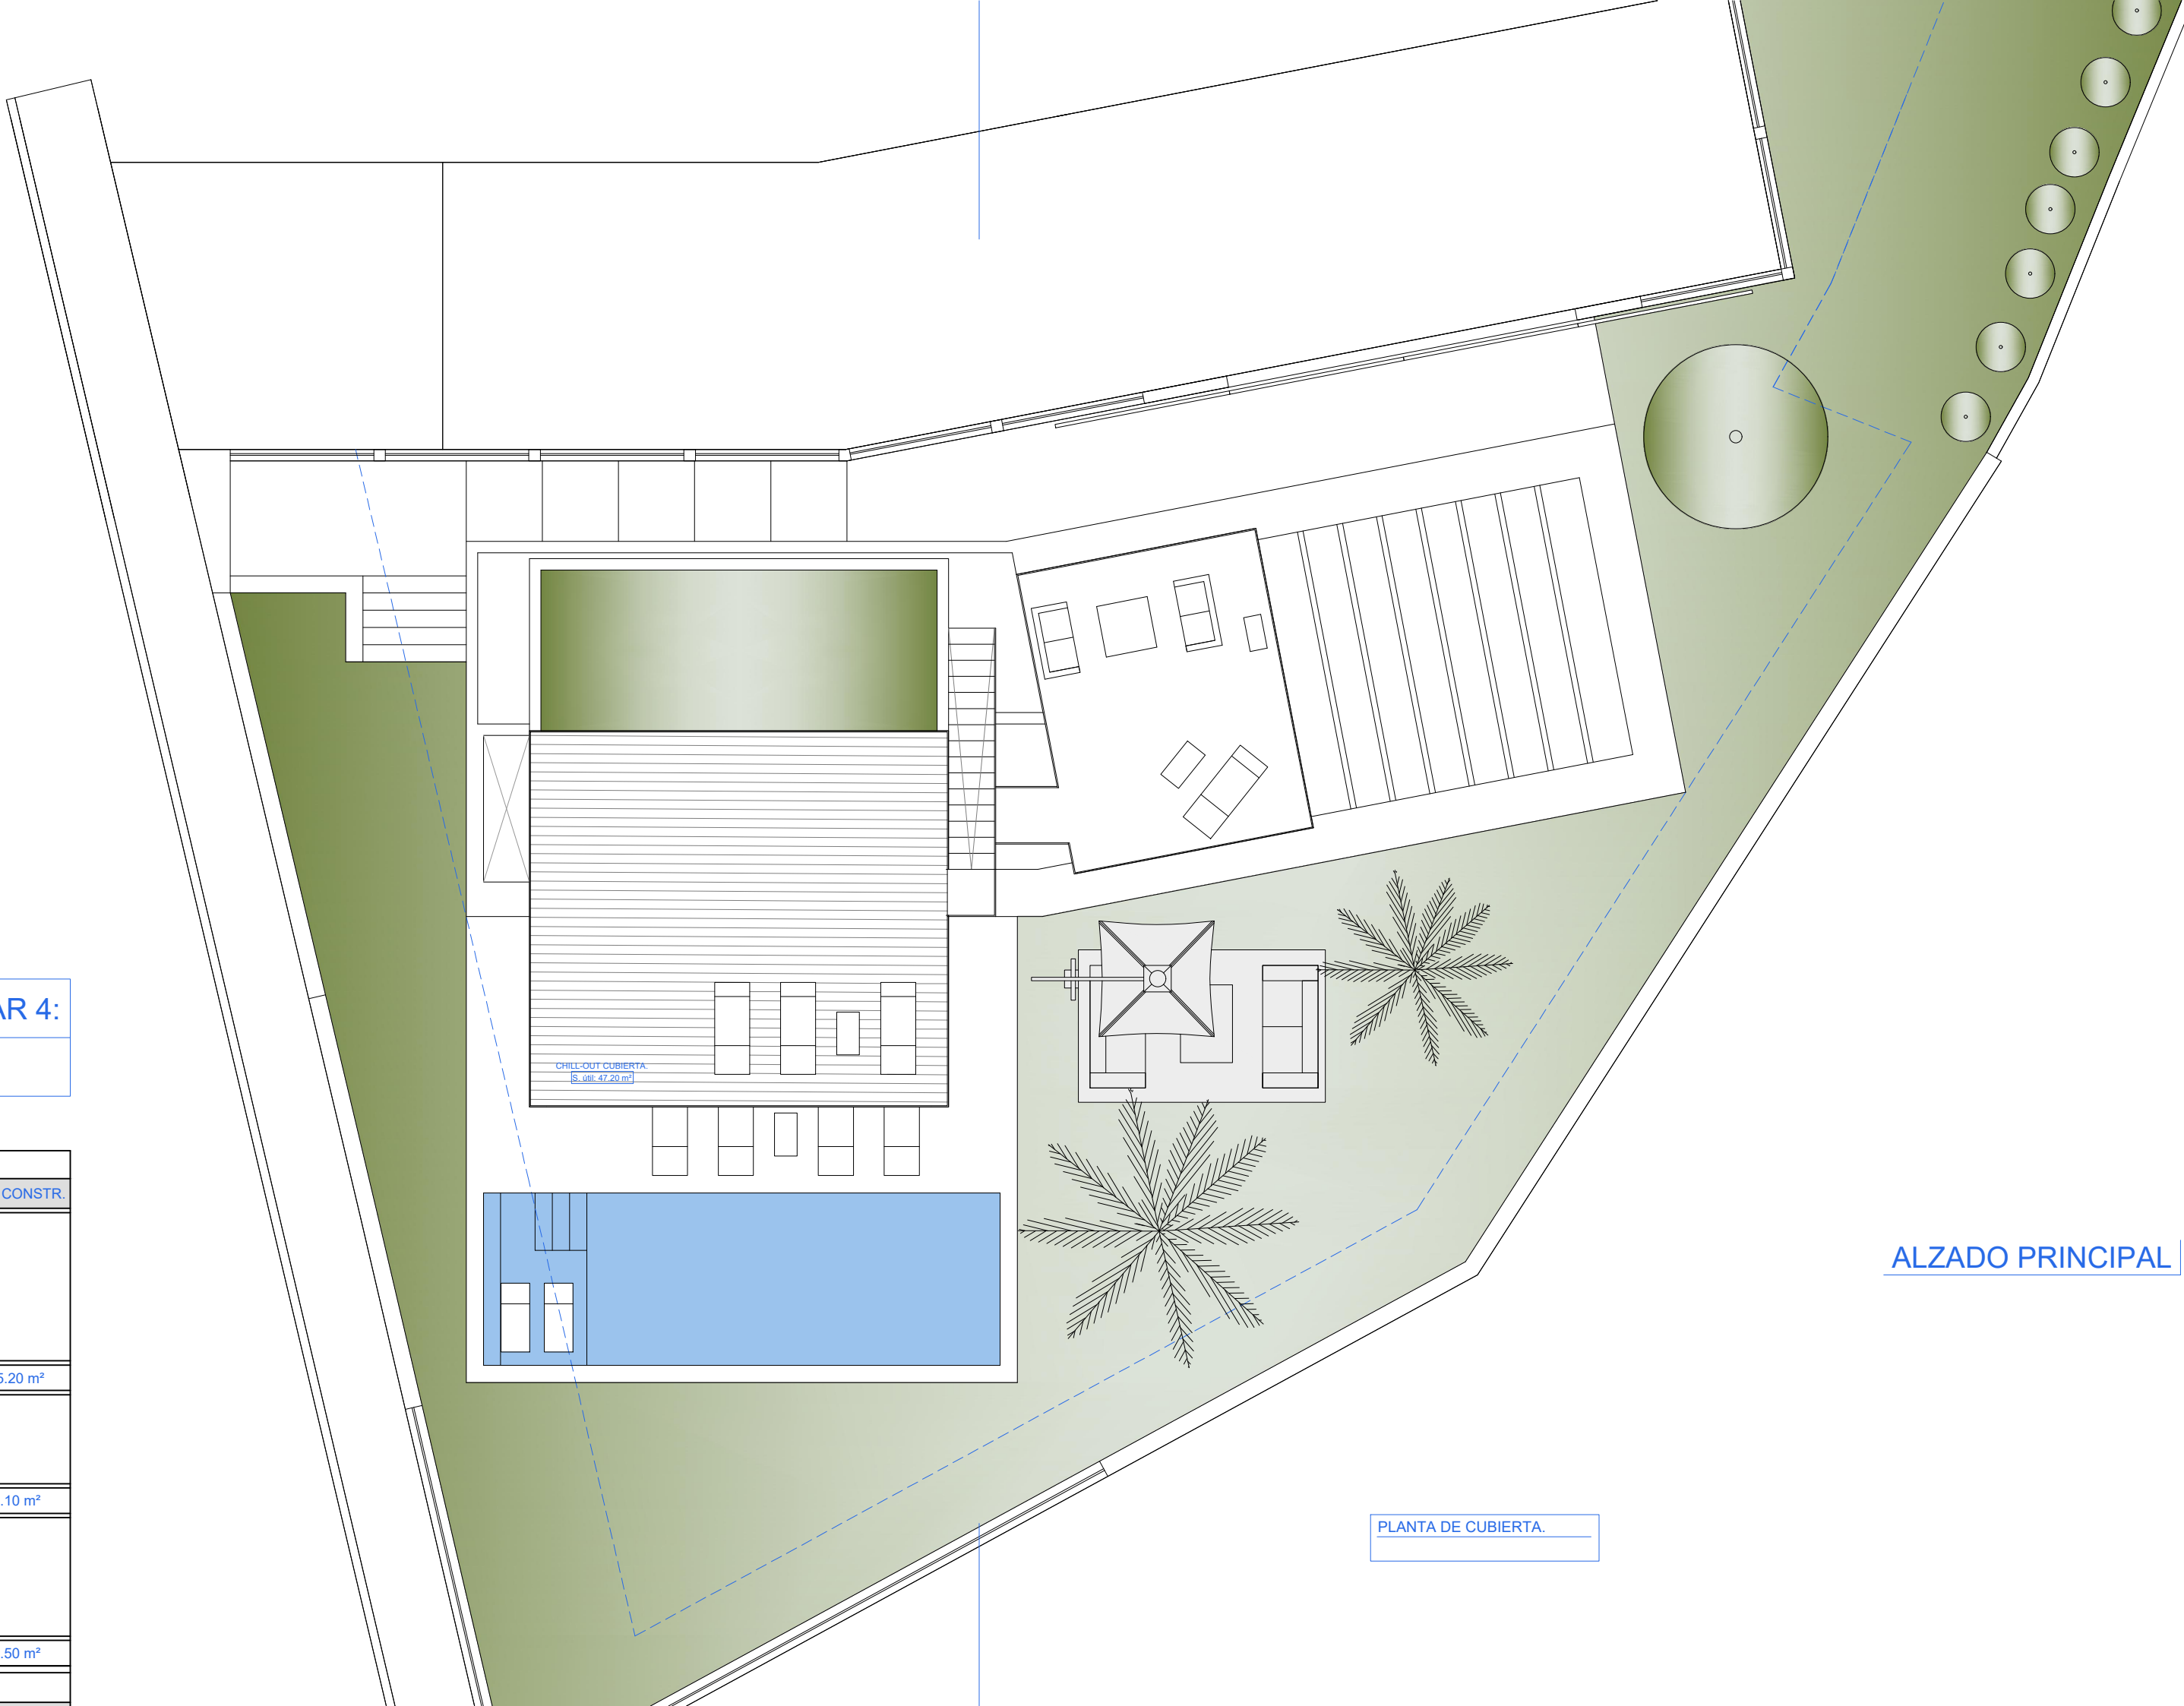 AR 4:
CONSTR.
5.20 m²
.10 m²
.50 m²
CHILL-OUT CUBIERTA.
S. útil: 47.20 m²
PLANTA DE CUBIERTA.
ALZADO PRINCIPAL